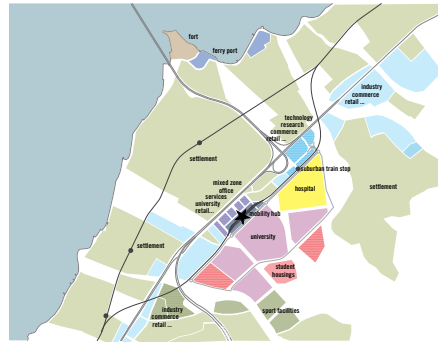 fort
ferry port
industry
commerce
retail ...
technology
research
commerce
retail ...
settlement
suburban train stop
mixed zone
office
services
university
retail...
hospital
settlement
mobility hub
university
settlement
student
housings
industry
commerce
retail ...
sport facilities